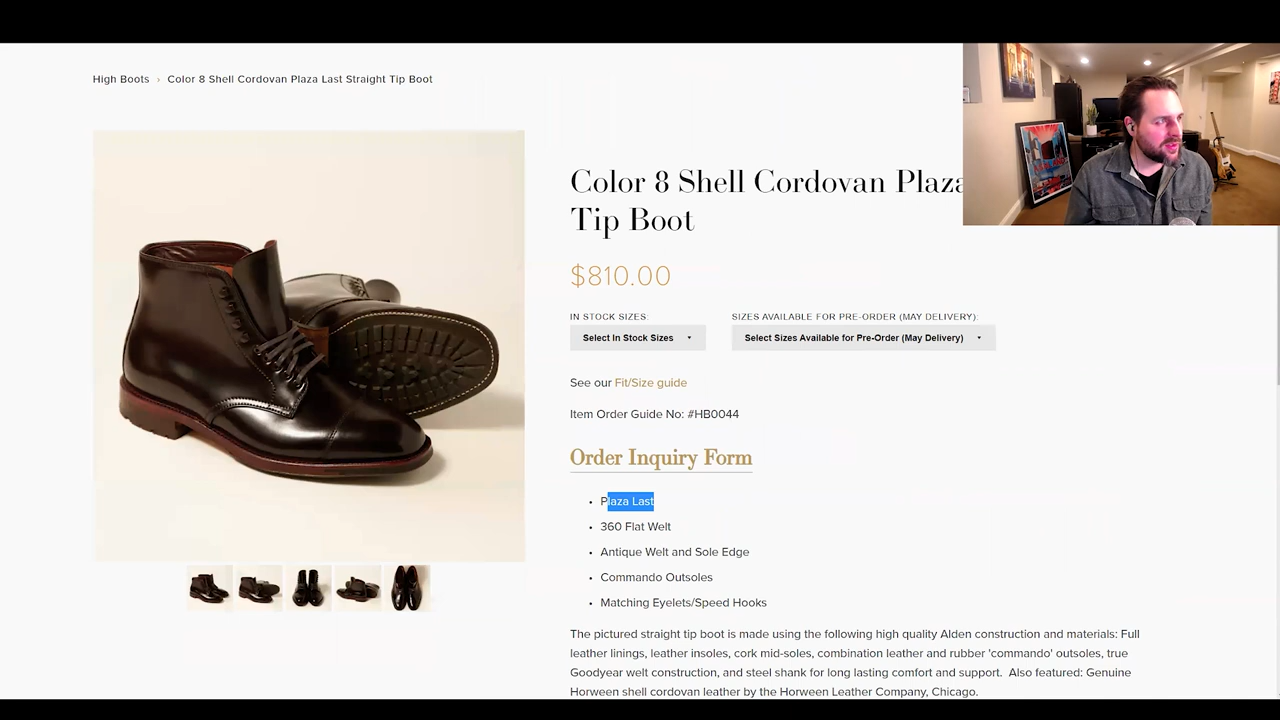 High Boots › Color 8 Shell Cordovan Plaza Last Straight Tip Boot
Color 8 Shell Cordovan Plaza
Tip Boot
$810.00
IN STOCK SIZES:
SIZES AVAILABLE FOR PRE-ORDER (MAY DELIVERY):
Select In Stock Sizes
Select Sizes Available for Pre-Order (May Delivery)
See our Fit/Size guide
Item Order Guide No: #HB0044
Order Inquiry Form
• Plaza Last
• 360 Flat Welt
• Antique Welt and Sole Edge
• Commando Outsoles
• Matching Eyelets/Speed Hooks
The pictured straight tip boot is made using the following high quality Alden construction and materials: Full
leather linings, leather insoles, cork mid-soles, combination leather and rubber 'commando' outsoles, true
Goodyear welt construction, and steel shank for long lasting comfort and support. Also featured: Genuine
Horween shell cordovan leather by the Horween Leather Company, Chicago.